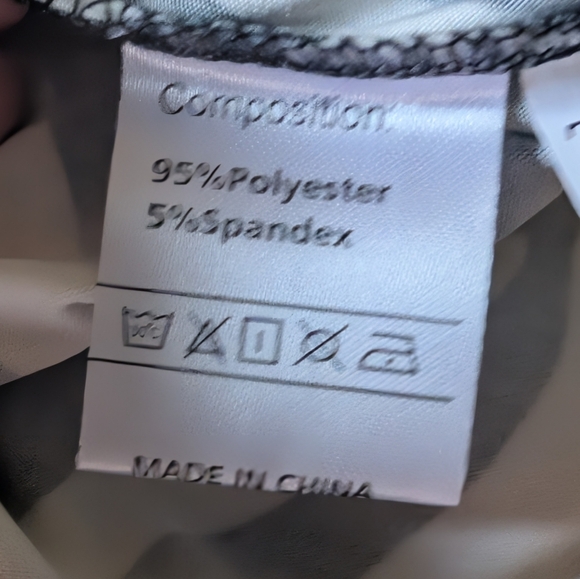 Composition:
95%Polyester
5%Spandex
MADE IN CHINA